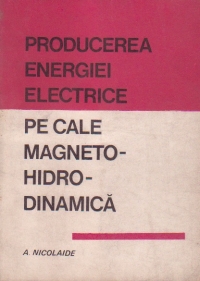 PRODUCEREA
ENERGIEI
ELECTRICE
PE CALE
MAGNETO-
HIDRO-
DINAMICĂ
A. NICOLAIDE